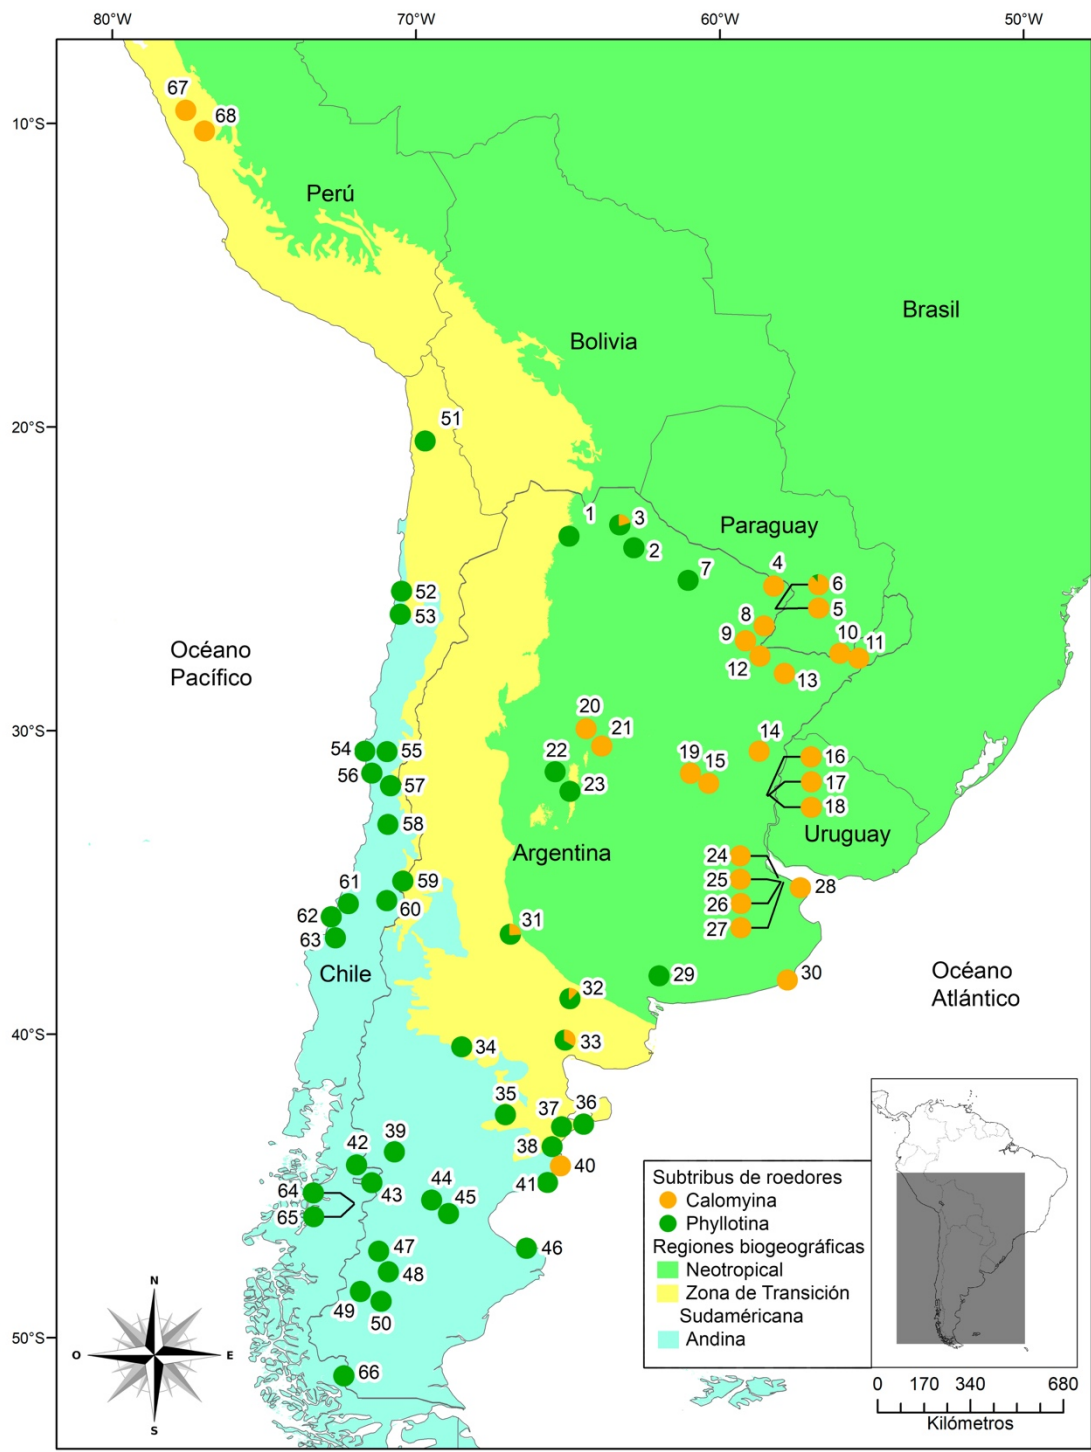 80°W 70°W 60°W 50°W
67
68
10°S
Perú
Brasil
Bolivia
51
20°S
1 3
2
Paraguay
7 4 6
5
52
53
8
9 10 11
12 13
Océano
Pacífico
20
21
30°S
54 55
22
14
19 15 16
56
57
23
17
18
58
Uruguay
Argentina
24
59
25 28
61 60
26
62
31
27
63
Chile
29
30
Océano
Atlántico
32
40°S
34 33
35 37 36
39 38
42 40
43 41
64 44 45
65
46
47
48
49
50
50°S
66
N
O E
S
Subtribus de roedores
Calomyina
Phyllotina
Regiones biogeográficas
Neotropical
Zona de Transición
Sudaméricana
Andina
0 170 340 680
Kilómetros